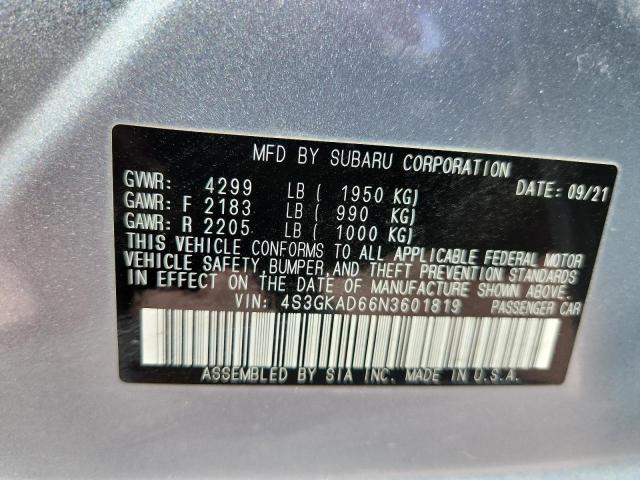 MFD BY SUBARU CORPORATION
GVWR: 4299 LB ( 1950 KG) DATE: 09/21
GAWR: F 2183 LB ( 990 KG)
GAWR: R 2205 LB ( 1000 KG)
THIS VEHICLE CONFORMS TO ALL APPLICABLE FEDERAL MOTOR
VEHICLE SAFETY, BUMPER, AND THEFT PREVENTION STANDARDS
IN EFFECT ON THE DATE OF MANUFACTURE SHOWN ABOVE.
VIN: 4S3GKAD66N3601819 PASSENGER CAR
ASSEMBLED BY SIA INC. MADE IN U.S.A.